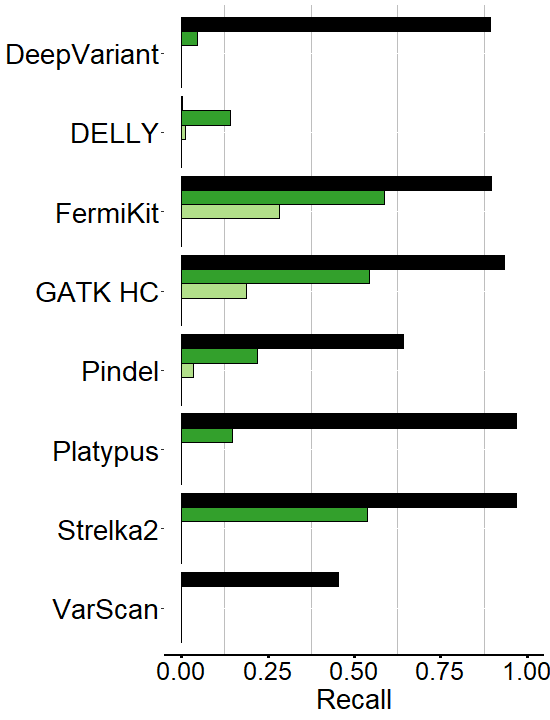 DeepVariant
DELLY
FermiKit
GATK HC
Pindel
Platypus
Strelka2
VarScan
0.00 0.25 0.50 0.75 1.00
Recall